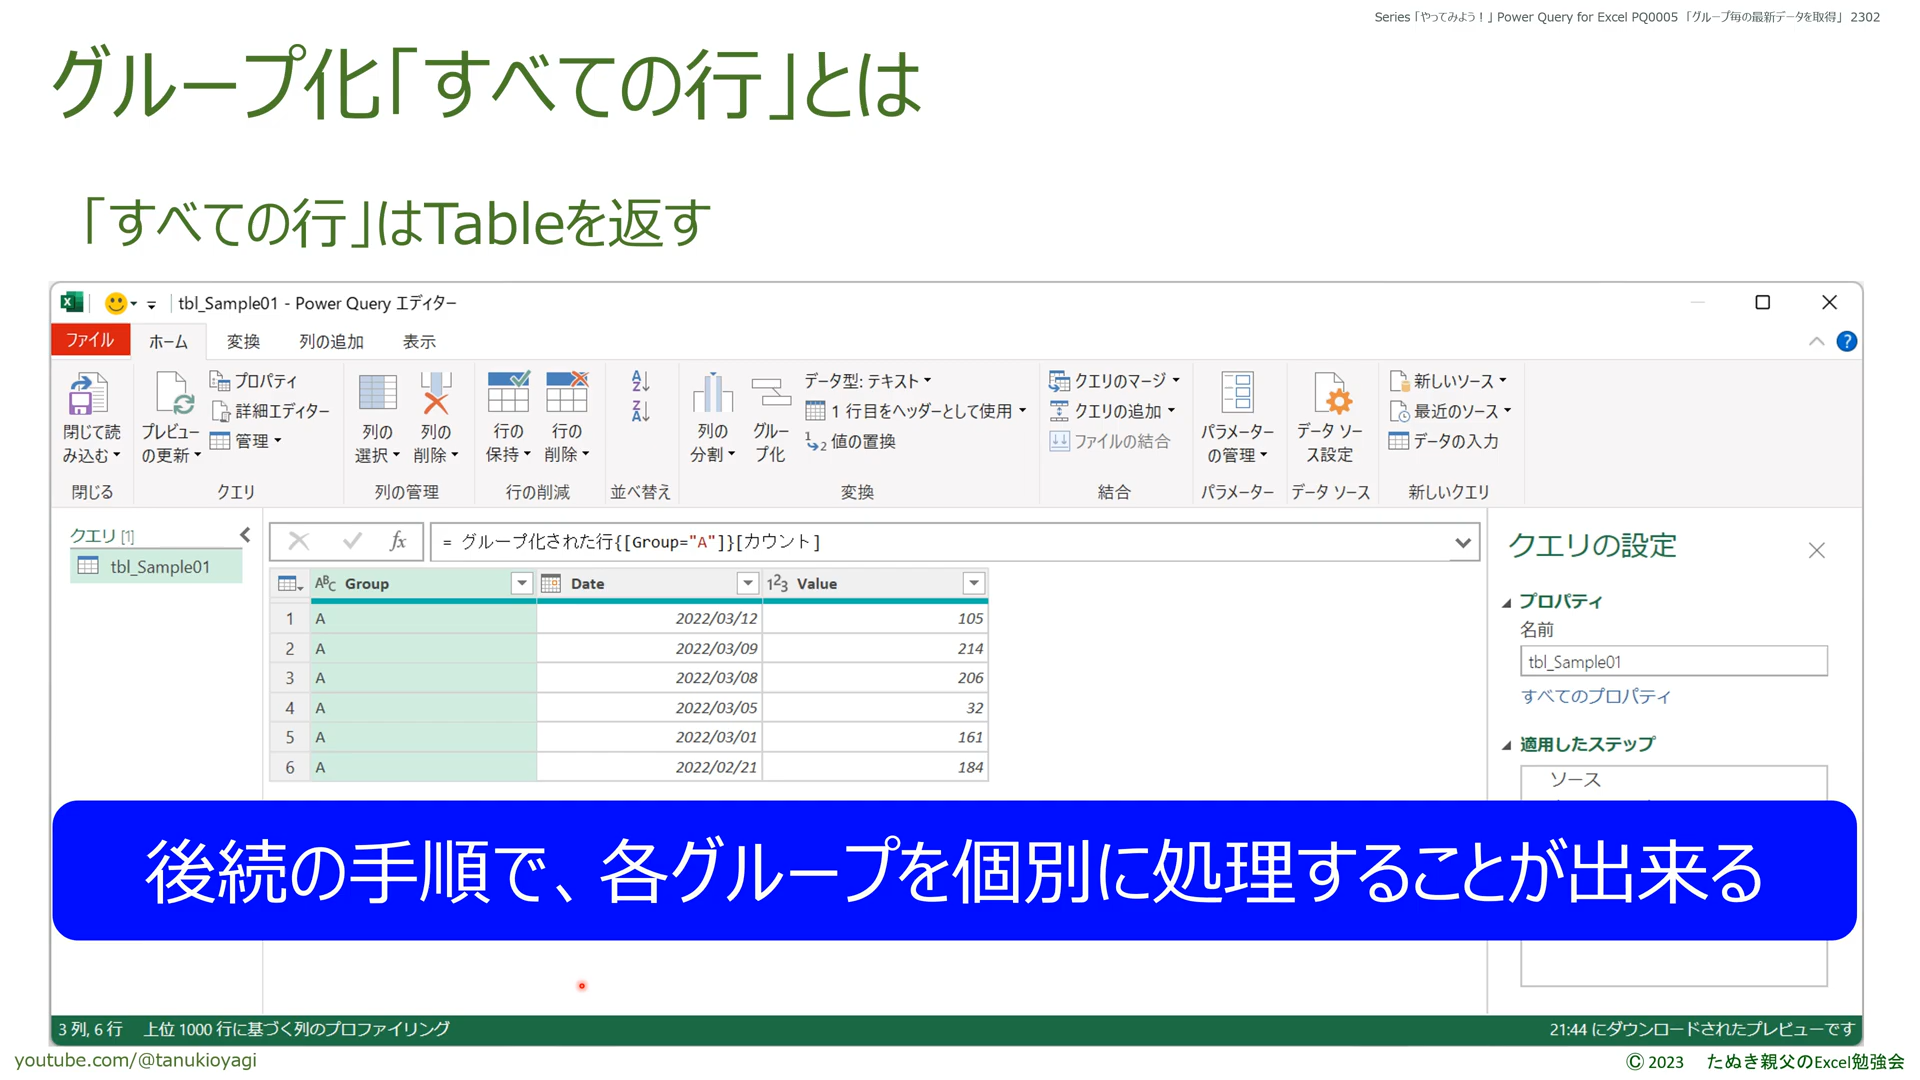 Series「やってみよう！」Power Query for Excel PQ0005「グループ毎の最新データを取得」 2302
グループ化「すべての行」とは
「すべての行」はTableを返す
tbl_Sample01 - Power Query エディター
ファイル ホーム 変換 列の追加 表示
閉じて読み込む
プレビューの更新
プロパティ
詳細エディター
管理
列の選択
列の削除
行の保持
行の削除
列の分割
グループ化
データ型: テキスト
1 行目をヘッダーとして使用
値の置換
クエリのマージ
クエリの追加
ファイルの結合
パラメーターの管理
データ ソース設定
新しいソース
最近のソース
データの入力
閉じる クエリ 列の管理 行の削減 並べ替え 変換 結合 パラメーター データ ソース 新しいクエリ
クエリ [1]
tbl_Sample01
fx = グループ化された行{[Group="A"]}[カウント]
ABC Group Date 123 Value
1 A 2022/03/12 105
2 A 2022/03/09 214
3 A 2022/03/08 206
4 A 2022/03/05 32
5 A 2022/03/01 161
6 A 2022/02/21 184
クエリの設定
プロパティ
名前
tbl_Sample01
すべてのプロパティ
適用したステップ
ソース
後続の手順で、各グループを個別に処理することが出来る
3 列、6 行 上位 1000 行に基づく列のプロファイリング
21:44 にダウンロードされたプレビューです
youtube.com/@tanukioyagi
© 2023 たぬき親父のExcel勉強会